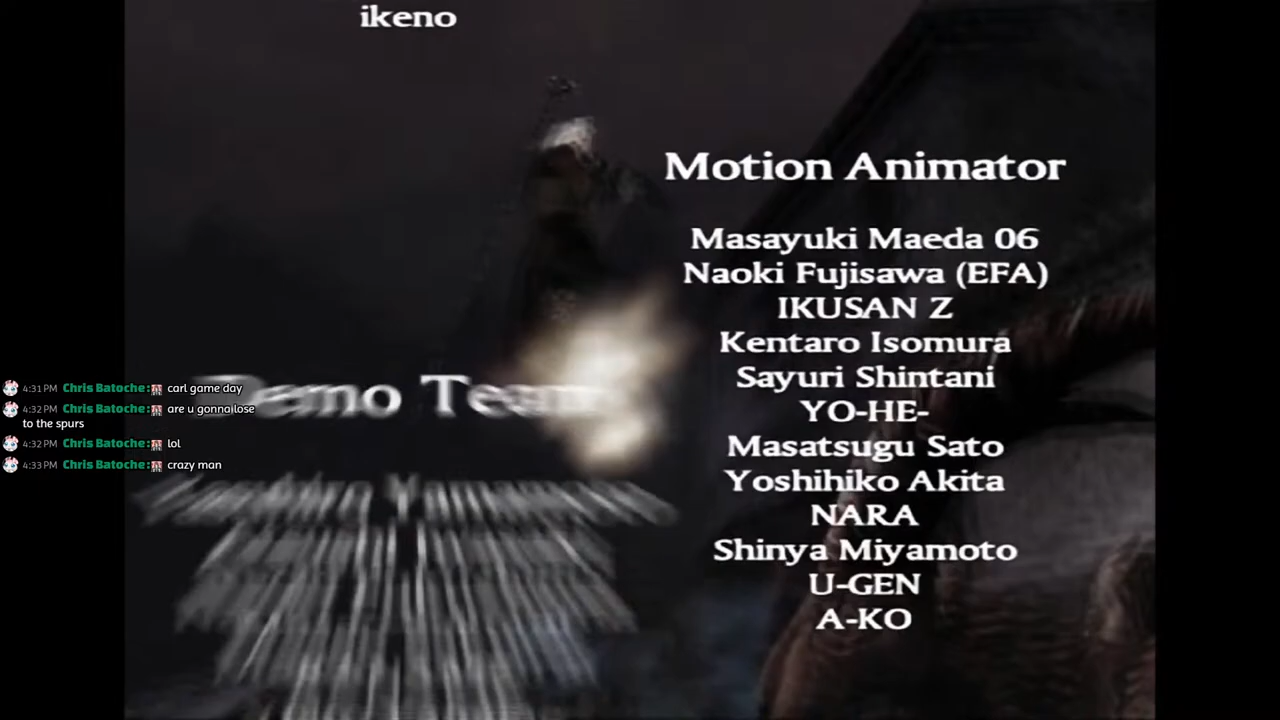 ikeno
Motion Animator
Masayuki Maeda 06
Naoki Fujisawa (EFA)
IKUSAN Z
Kentaro Isomura
Sayuri Shintani
YO-HE-
Masatsugu Sato
Yoshihiko Akita
NARA
Shinya Miyamoto
U-GEN
A-KO
Demo Team
4:31 PM Chris Batoche: carl game day
4:32 PM Chris Batoche: are u gonna lose
to the spurs
4:32 PM Chris Batoche: lol
4:33 PM Chris Batoche: crazy man